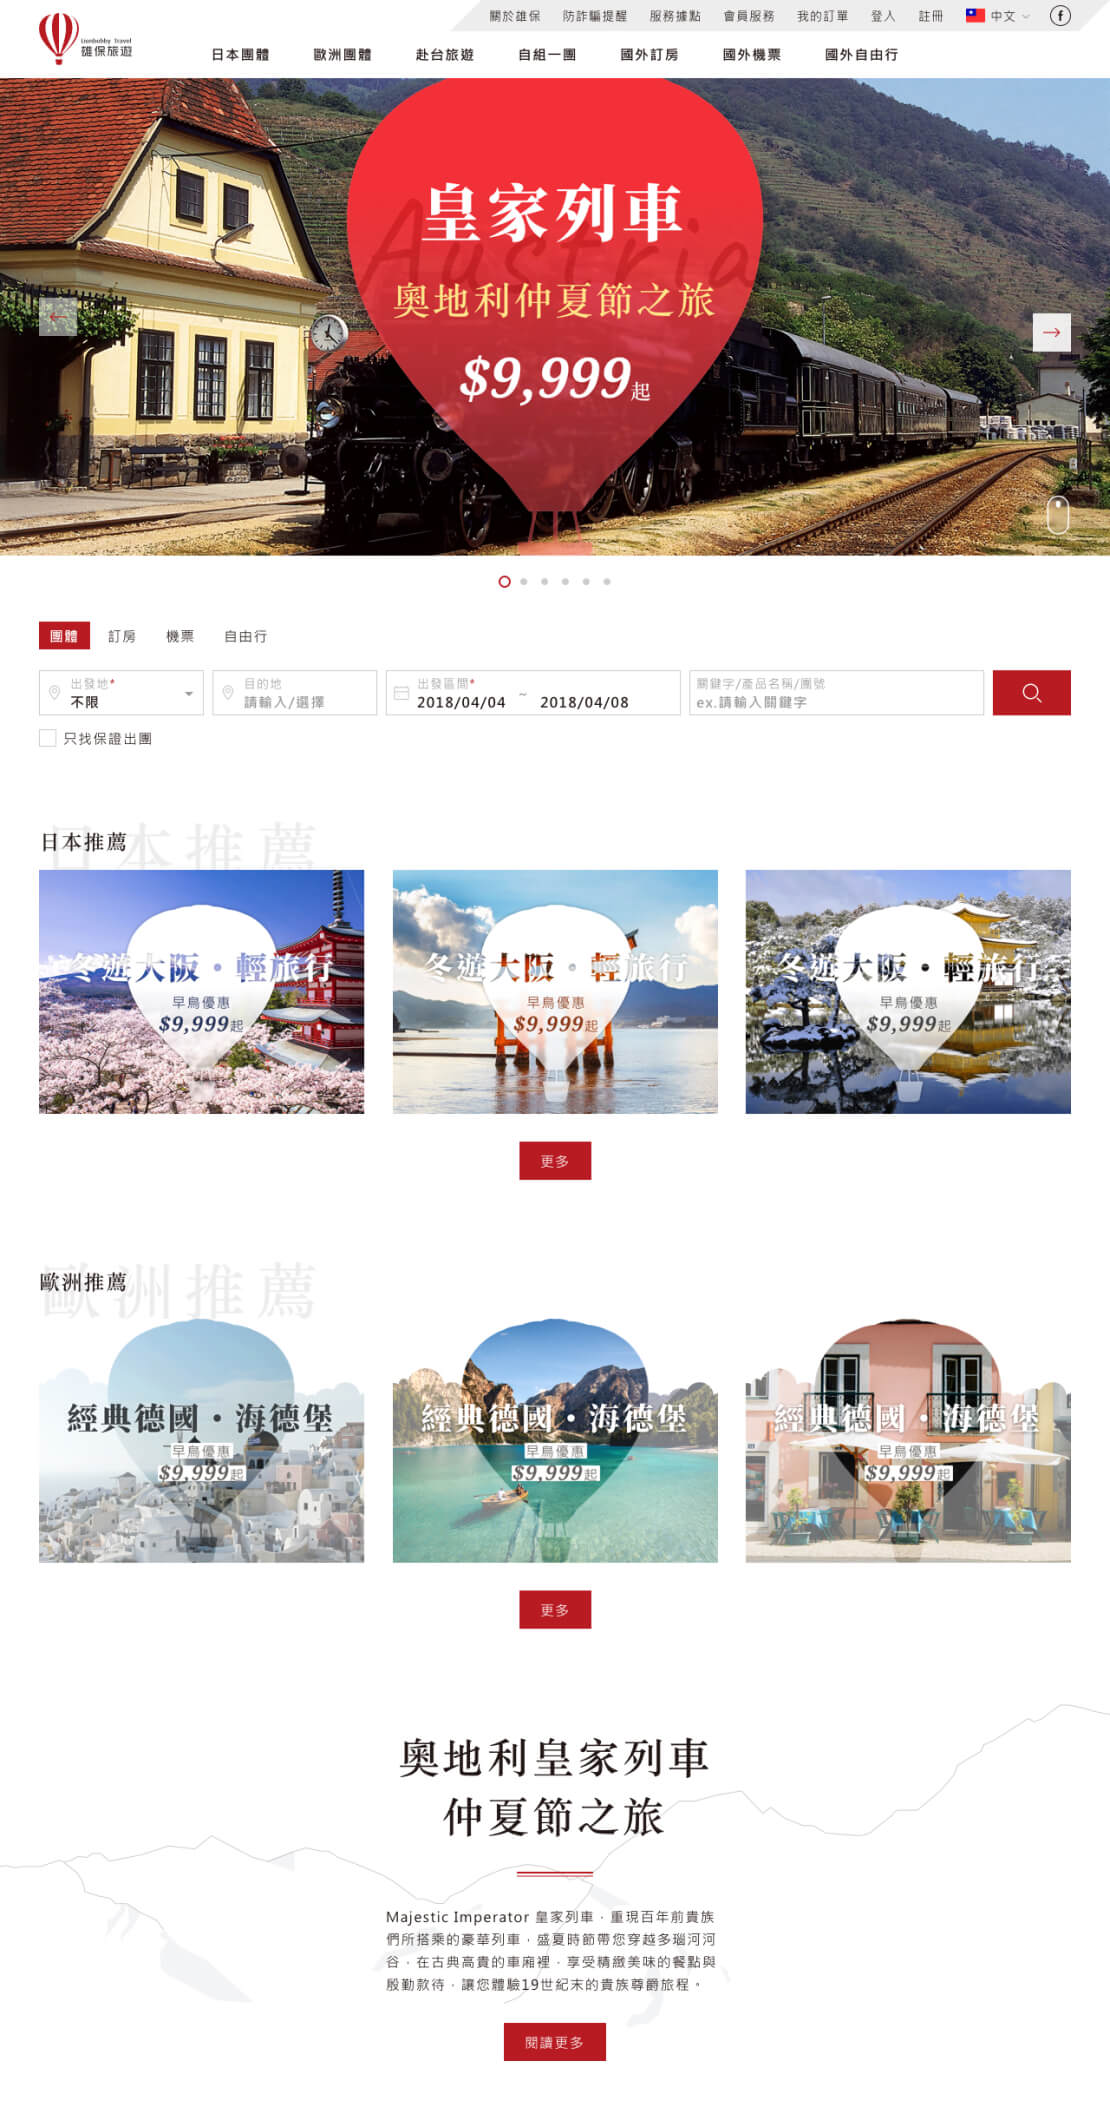 Lionbobby Travel
雄保旅遊
關於雄保 防詐騙提醒 服務據點 會員服務 我的訂單 登入 註冊 中文
日本團體 歐洲團體 赴台旅遊 自組一團 國外訂房 國外機票 國外自由行
Austria
皇家列車
奧地利仲夏節之旅
$9,999起
團體 訂房 機票 自由行
出發地*
不限
目的地
請輸入/選擇
出發區間*
2018/04/04 ~ 2018/04/08
關鍵字/產品名稱/團號
ex.請輸入關鍵字
只找保證出團
日本推薦
日本推薦
冬遊大阪・輕旅行
早鳥優惠
$9,999起
冬遊大阪・輕旅行
早鳥優惠
$9,999起
冬遊大阪・輕旅行
早鳥優惠
$9,999起
更多
歐洲推薦
歐洲推薦
經典德國・海德堡
早鳥優惠
$9,999起
經典德國・海德堡
早鳥優惠
$9,999起
經典德國・海德堡
早鳥優惠
$9,999起
更多
奧地利皇家列車
仲夏節之旅
Majestic Imperator 皇家列車，重現百年前貴族
們所搭乘的豪華列車，盛夏時節帶您穿越多瑙河河
谷，在古典高貴的車廂裡，享受精緻美味的餐點與
殷勤款待，讓您體驗19世紀末的貴族尊爵旅程。
閱讀更多